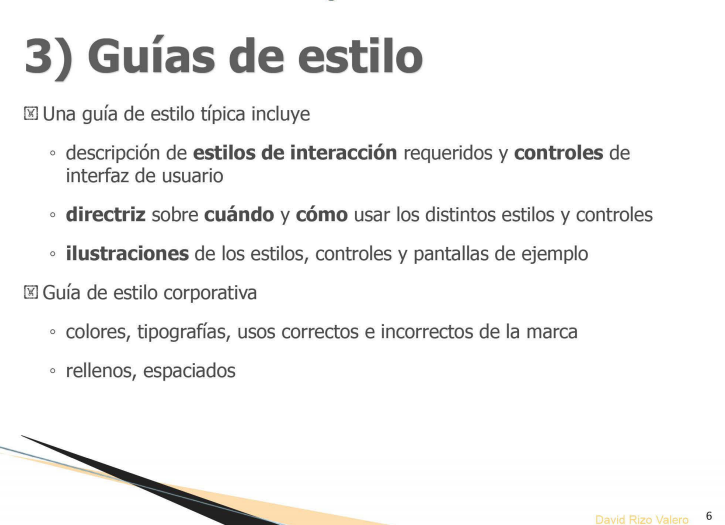 3) Guías de estilo
Una guía de estilo típica incluye
◦ descripción de estilos de interacción requeridos y controles de
interfaz de usuario
◦ directriz sobre cuándo y cómo usar los distintos estilos y controles
◦ ilustraciones de los estilos, controles y pantallas de ejemplo
Guía de estilo corporativa
◦ colores, tipografías, usos correctos e incorrectos de la marca
◦ rellenos, espaciados
David Rizo Valero
6